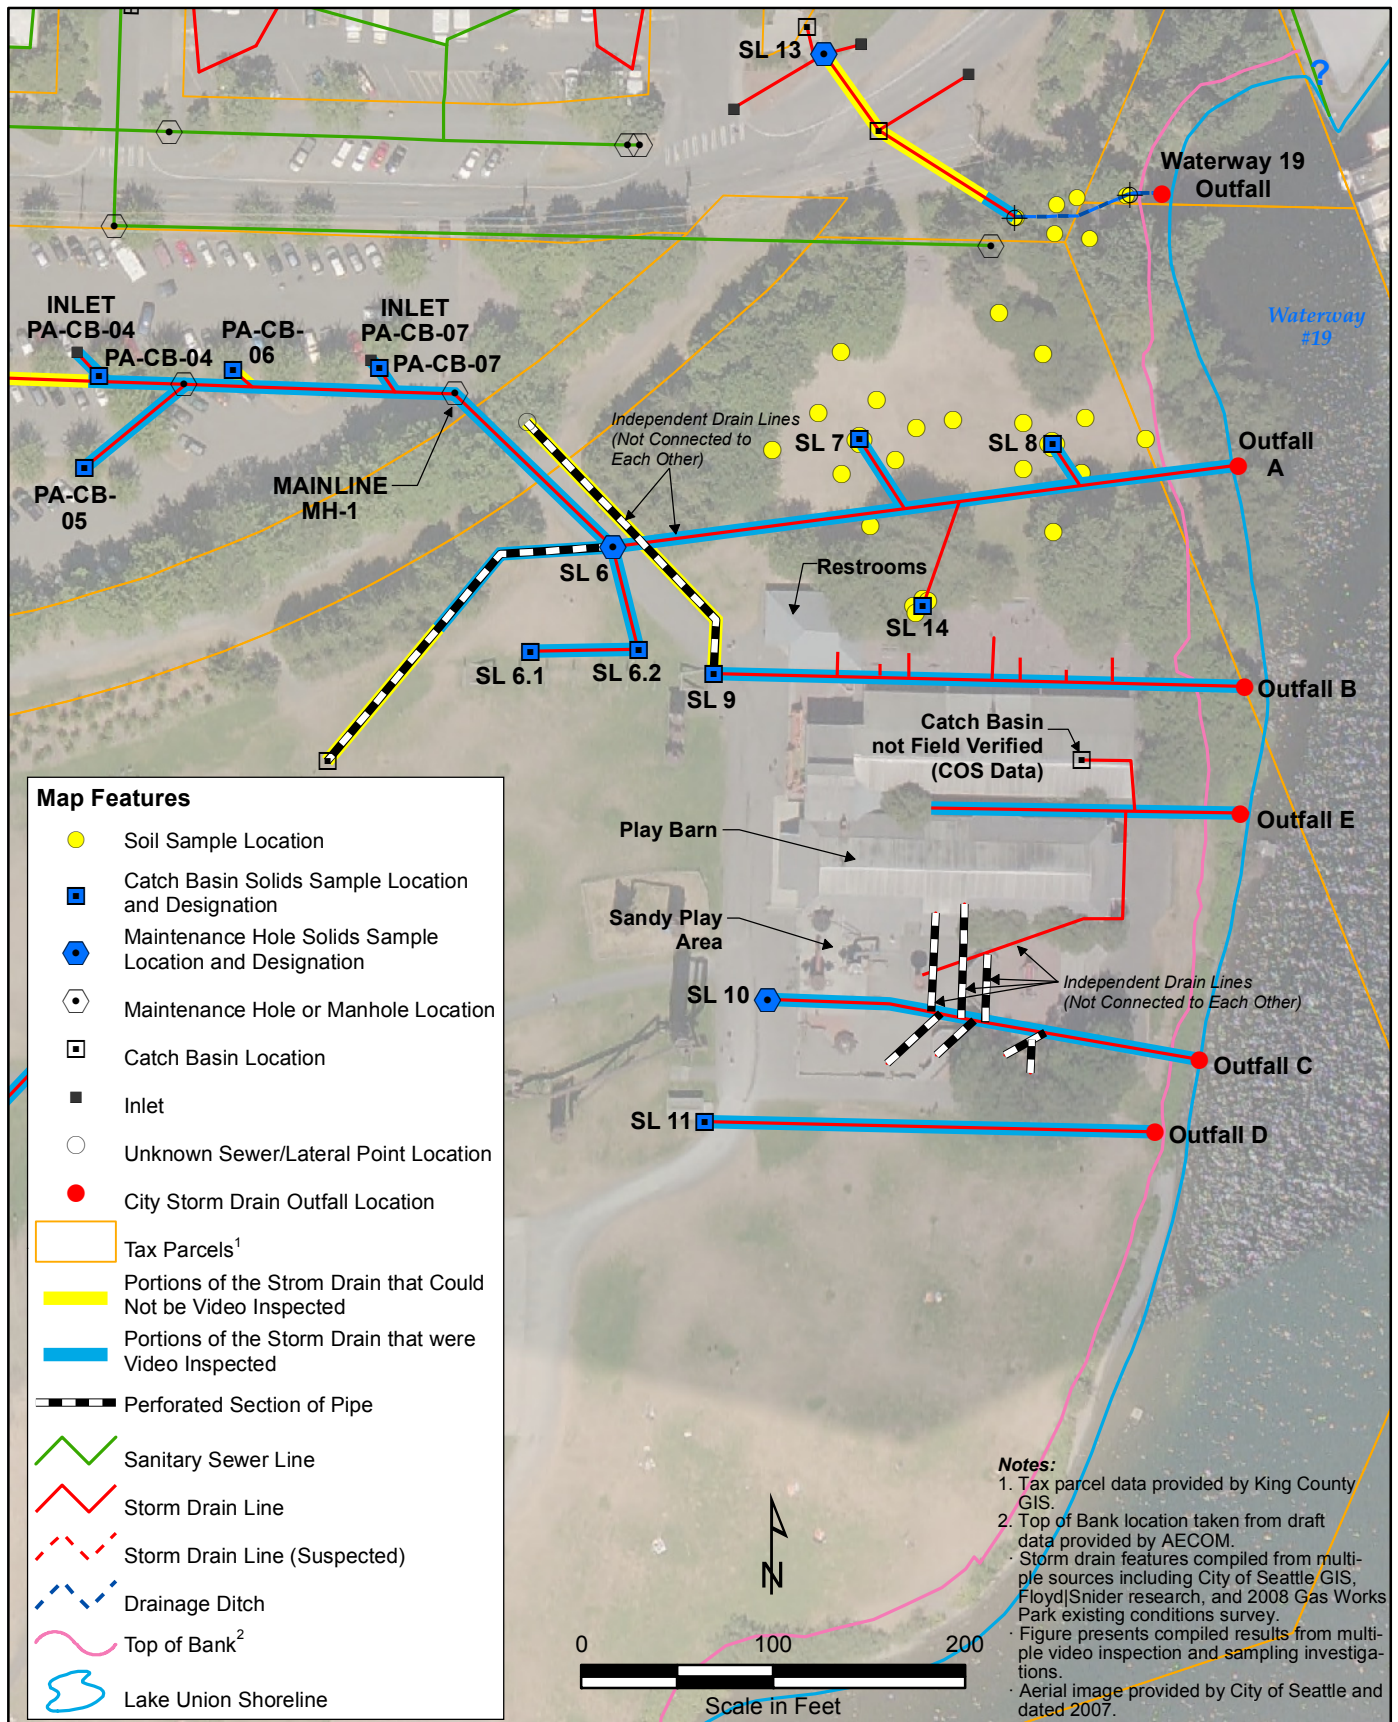 SL 13
?
Waterway 19
Outfall
Waterway
#19
INLET
PA-CB-04
PA-CB-04
PA-CB-
06
INLET
PA-CB-07
PA-CB-07
PA-CB-
05
MAINLINE
MH-1
Independent Drain Lines
(Not Connected to
Each Other)
SL 7
SL 8
Outfall
A
SL 6
Restrooms
SL 14
SL 6.1
SL 6.2
SL 9
Outfall B
Catch Basin
not Field Verified
(COS Data)
Play Barn
Outfall E
Sandy Play
Area
SL 10
Independent Drain Lines
(Not Connected to Each Other)
Outfall C
SL 11
Outfall D
Map Features
Soil Sample Location
Catch Basin Solids Sample Location
and Designation
Maintenance Hole Solids Sample
Location and Designation
Maintenance Hole or Manhole Location
Catch Basin Location
Inlet
Unknown Sewer/Lateral Point Location
City Storm Drain Outfall Location
Tax Parcels1
Portions of the Strom Drain that Could
Not be Video Inspected
Portions of the Storm Drain that were
Video Inspected
Perforated Section of Pipe
Sanitary Sewer Line
Storm Drain Line
Storm Drain Line (Suspected)
Drainage Ditch
Top of Bank2
Lake Union Shoreline
N
0 100 200
Scale in Feet
Notes:
1. Tax parcel data provided by King County
GIS.
2. Top of Bank location taken from draft
data provided by AECOM.
· Storm drain features compiled from multi-
ple sources including City of Seattle GIS,
Floyd|Snider research, and 2008 Gas Works
Park existing conditions survey.
· Figure presents compiled results from multi-
ple video inspection and sampling investiga-
tions.
· Aerial image provided by City of Seattle and
dated 2007.